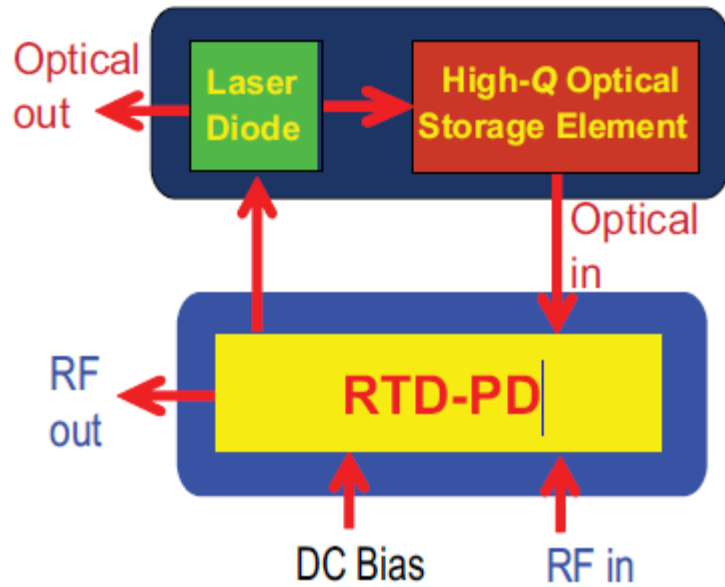 Optical
out
Laser
Diode
High-Q Optical
Storage Element
Optical
in
RF
out
RTD-PD
DC Bias
RF in